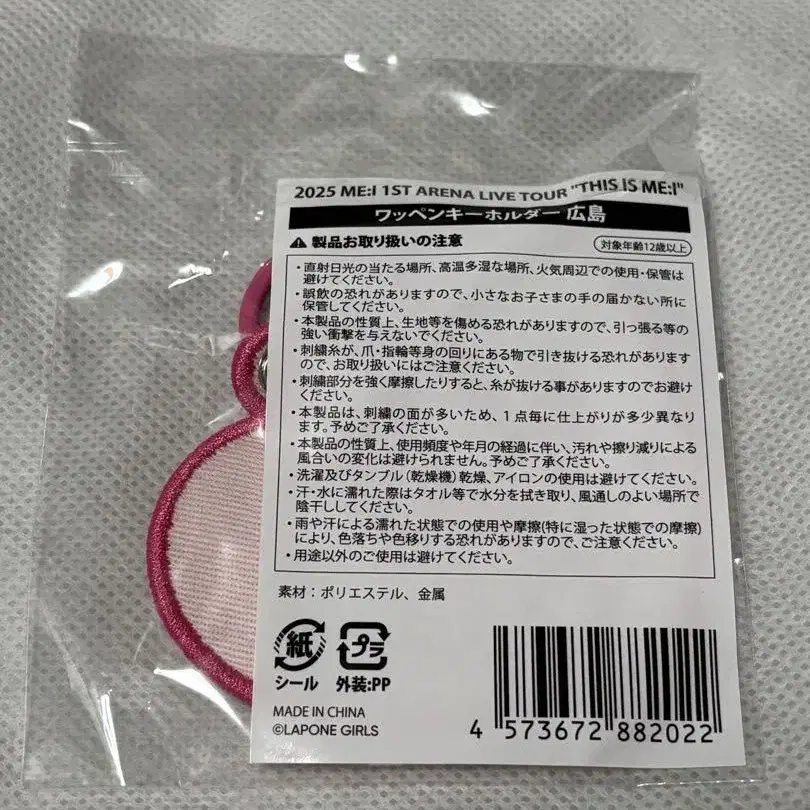 2025 ME:I 1ST ARENA LIVE TOUR "THIS IS ME:I"
ワッペンキーホルダー 広島
⚠ 製品お取り扱いの注意
対象年齢12歳以上
・直射日光の当たる場所、高温多湿な場所、火気周辺での使用・保管は
避けてください。
・誤飲の恐れがありますので、小さなお子さまの手の届かない所に
保管してください。
・本製品の性質上、生地等を傷める恐れがありますので、引っ張る等の
強い衝撃を与えないでください。
・刺繍糸が、爪・指輪等身の回りにある物で引き抜ける恐れがあります
ので、お取り扱いにはご注意ください。
・刺繍部分を強く摩擦したりすると、糸が抜ける事がありますのでお避け
ください。
・本製品は、刺繍の面が多いため、1点毎に仕上がりが多少異なり
ます。予めご了承ください。
・本製品の性質上、使用頻度や年月の経過に伴い、汚れや擦り減りによる
風合いの変化は避けられません。予めご了承ください。
・洗濯及びタンブル(乾燥機)乾燥、アイロンの使用は避けてください。
・汗・水に濡れた際はタオル等で水分を拭き取り、風通しのよい場所で
陰干ししてください。
・雨や汗による濡れた状態での使用や摩擦(特に湿った状態での摩擦)
により、色落ちや色移りする恐れがありますので、ご注意ください。
・用途以外のご使用は避けてください。
素材：ポリエステル、金属
紙 プラ
シール 外装:PP
MADE IN CHINA
©LAPONE GIRLS
4 573672 882022